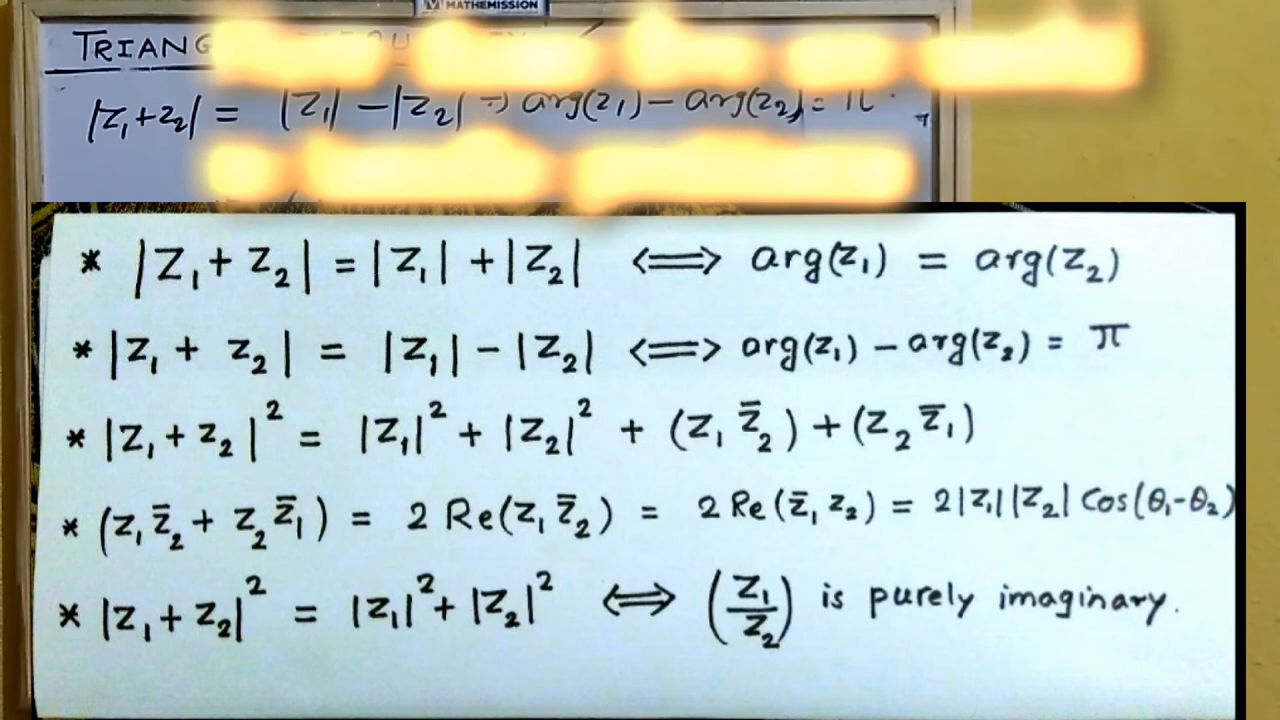 MATHEMISSION
TRIANG
|z₁+z₂| = |z₁| - |z₂| ⇒ arg(z₁) - arg(z₂) = π.
* |z₁ + z₂| = |z₁| + |z₂| ⟺ arg(z₁) = arg(z₂)
* |z₁ + z₂| = |z₁| - |z₂| ⟺ arg(z₁) - arg(z₂) = π
* |z₁ + z₂|² = |z₁|² + |z₂|² + (z₁ z̄₂) + (z₂ z̄₁)
* (z₁ z̄₂ + z₂ z̄₁) = 2 Re(z₁ z̄₂) = 2 Re(z̄₁ z₂) = 2|z₁||z₂| Cos(θ₁-θ₂)
* |z₁ + z₂|² = |z₁|² + |z₂|² ⟺ (z₁/z₂) is purely imaginary.